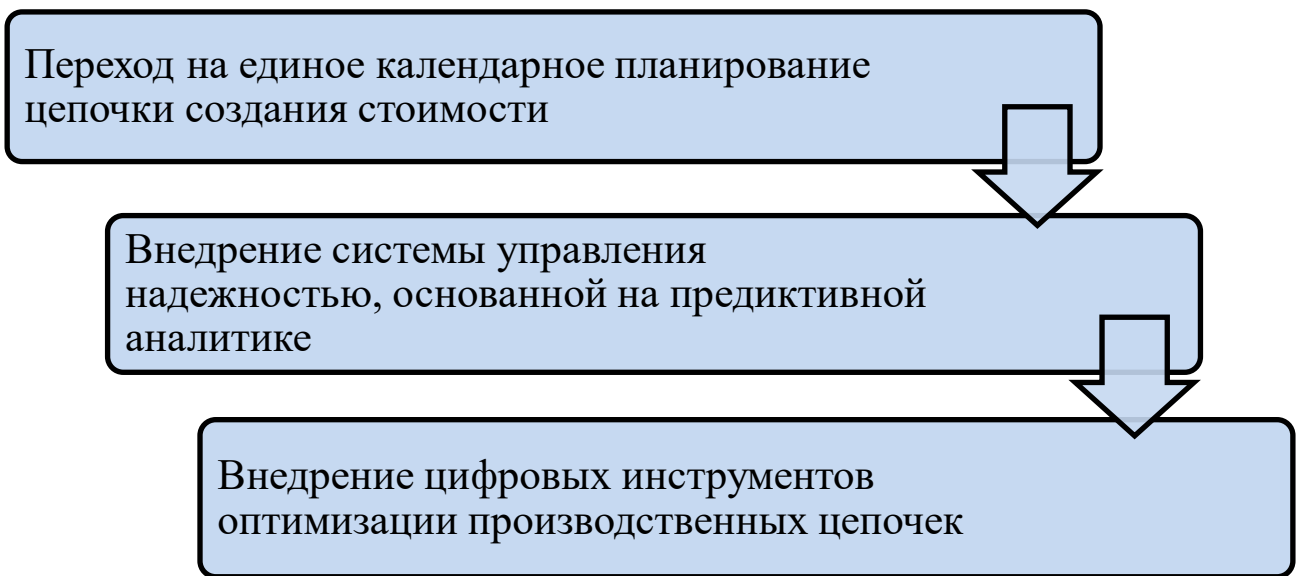 Переход на единое календарное планирование
цепочки создания стоимости
Внедрение системы управления
надежностью, основанной на предиктивной
аналитике
Внедрение цифровых инструментов
оптимизации производственных цепочек